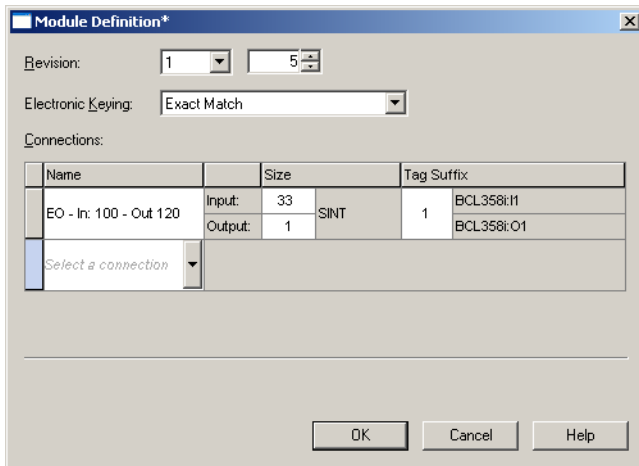 Module Definition*
Revision: 1 5
Electronic Keying: Exact Match
Connections:
Name Size Tag Suffix
EO - In: 100 - Out 120 Input: 33 SINT 1 BCL358i:I1
Output: 1 BCL358i:O1
Select a connection
OK Cancel Help